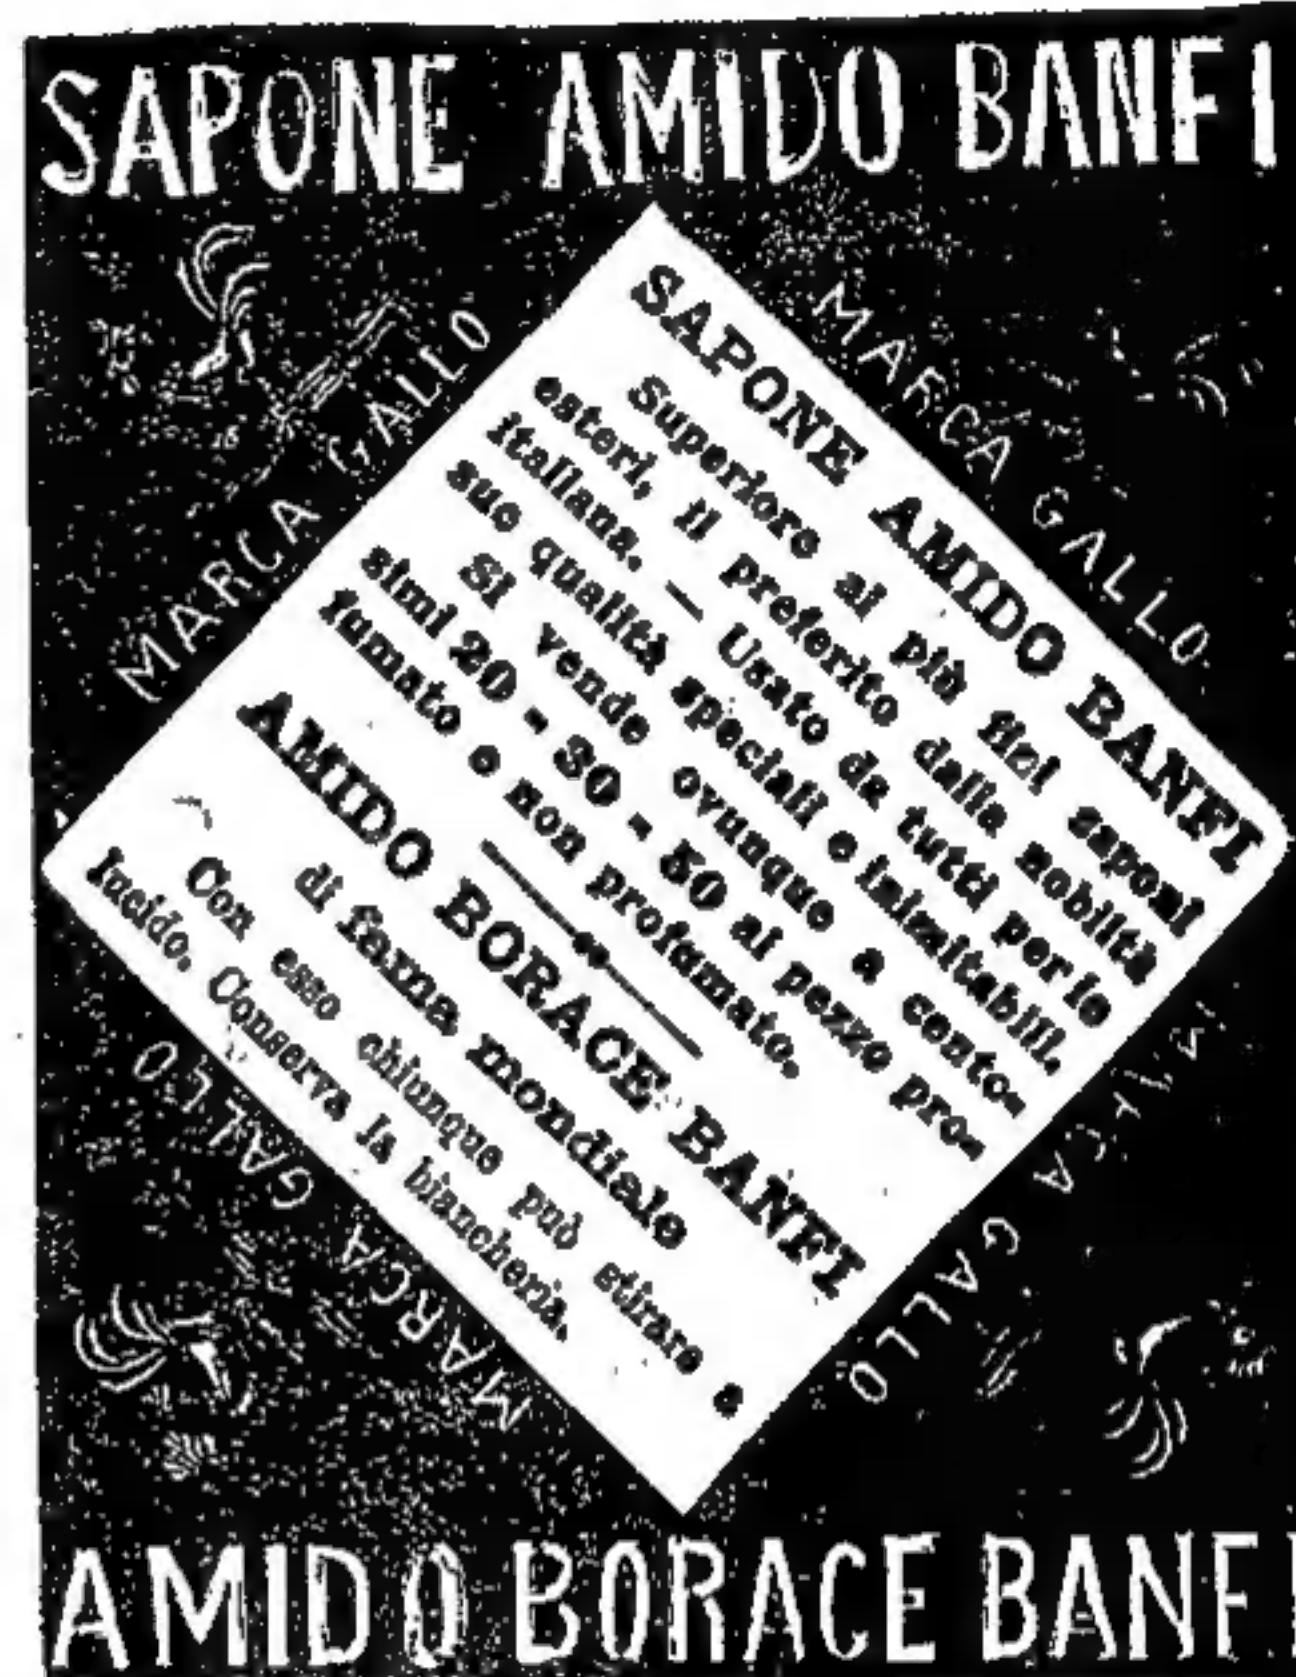 SAPONE AMIDO BANFI
MARCA GALLO
MARCA GALLO
SAPONE AMIDO BANFI
Superiore ai più fini saponi
esteri, il preferito dalla nobiltà
italiana. — Usato da tutti per le
sue qualità speciali e inimitabili.
Si vende ovunque a cente-
simi 20 - 30 - 50 al pezzo pro-
fumato e non profumato.
AMIDO BORACE BANFI
di fama mondiale
Con esso chiunque può stirare a
lucido. Conserva la biancheria.
MARCA GALLO
MARCA GALLO
AMIDO BORACE BANFI